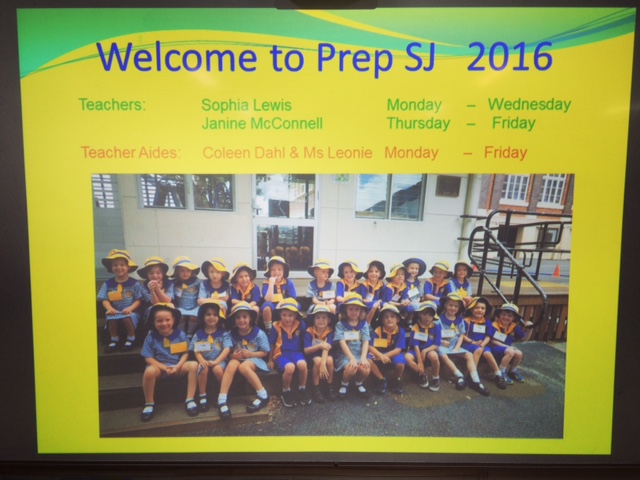 Welcome to Prep SJ 2016
Teachers: Sophia Lewis Monday – Wednesday
Janine McConnell Thursday – Friday
Teacher Aides: Coleen Dahl & Ms Leonie Monday – Friday